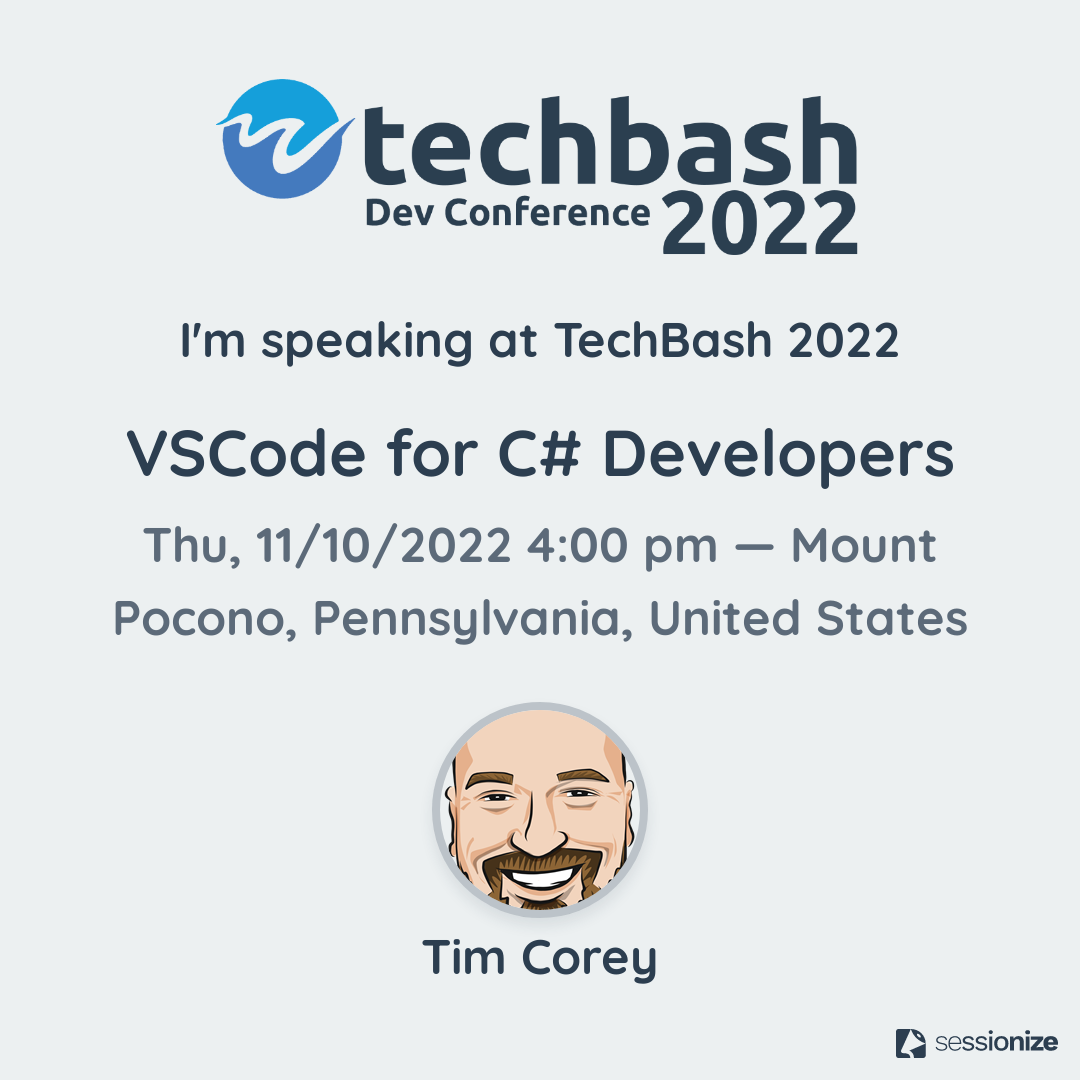 techbash
Dev Conference 2022
I'm speaking at TechBash 2022
VSCode for C# Developers
Thu, 11/10/2022 4:00 pm — Mount
Pocono, Pennsylvania, United States
Tim Corey
sessionize